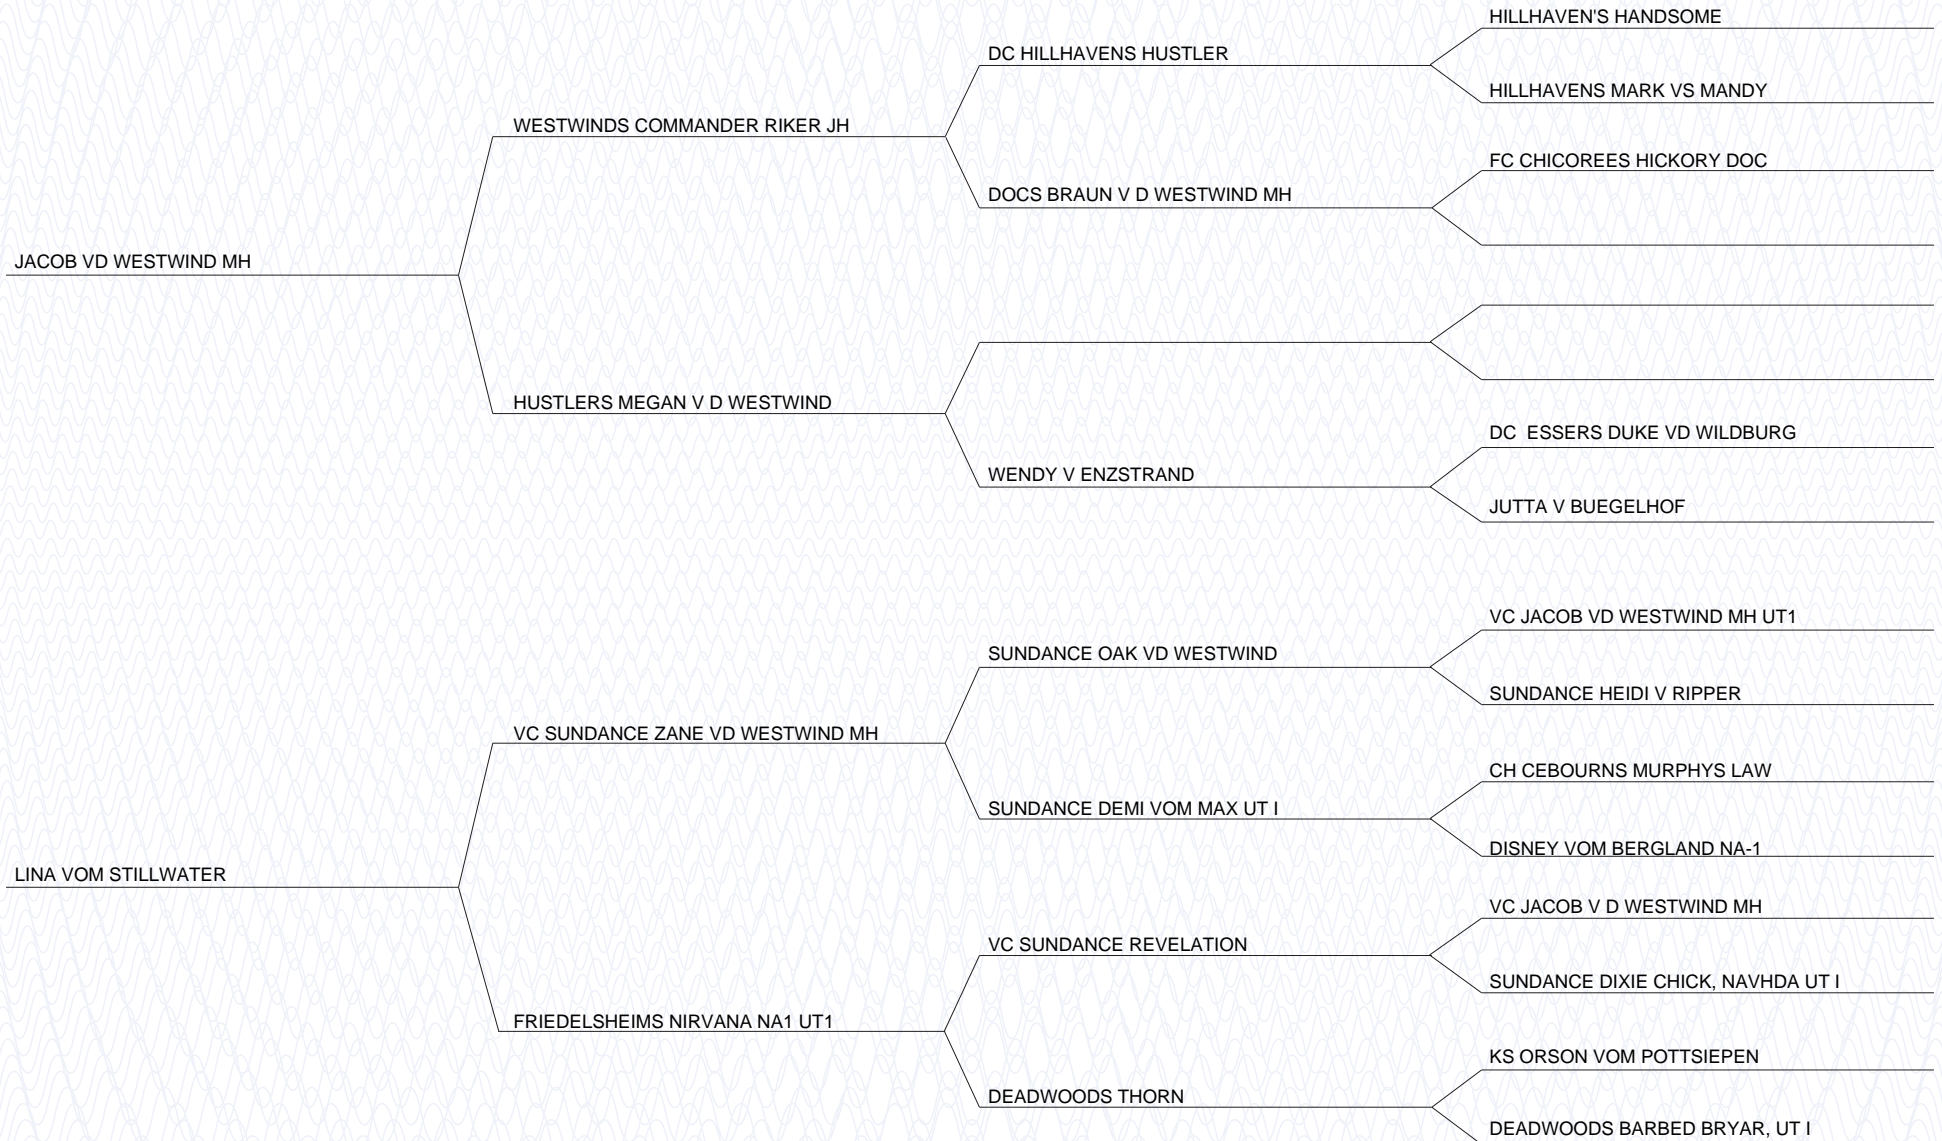 HILLHAVEN'S HANDSOME
DC HILLHAVENS HUSTLER
HILLHAVENS MARK VS MANDY
WESTWINDS COMMANDER RIKER JH
FC CHICOREES HICKORY DOC
DOCS BRAUN V D WESTWIND MH
JACOB VD WESTWIND MH
HUSTLERS MEGAN V D WESTWIND
DC  ESSERS DUKE VD WILDBURG
WENDY V ENZSTRAND
JUTTA V BUEGELHOF
VC JACOB VD WESTWIND MH UT1
SUNDANCE OAK VD WESTWIND
SUNDANCE HEIDI V RIPPER
VC SUNDANCE ZANE VD WESTWIND MH
CH CEBOURNS MURPHYS LAW
SUNDANCE DEMI VOM MAX UT I
DISNEY VOM BERGLAND NA-1
LINA VOM STILLWATER
VC JACOB V D WESTWIND MH
VC SUNDANCE REVELATION
SUNDANCE DIXIE CHICK, NAVHDA UT I
FRIEDELSHEIMS NIRVANA NA1 UT1
KS ORSON VOM POTTSIEPEN
DEADWOODS THORN
DEADWOODS BARBED BRYAR, UT I